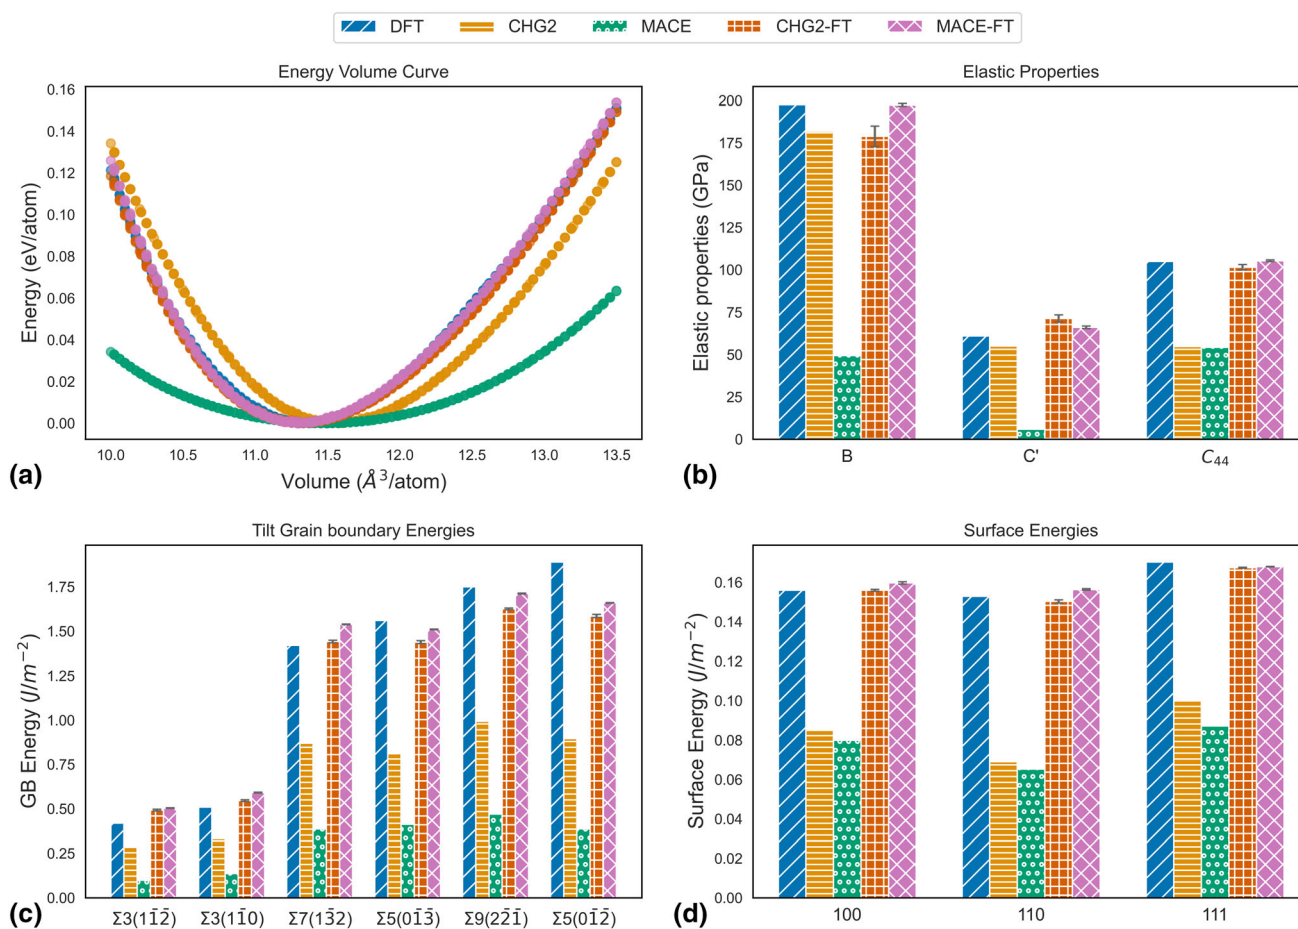 DFT CHG2 MACE CHG2-FT MACE-FT
Energy Volume Curve
0.16
0.14
0.12
0.10
0.08
0.06
0.04
0.02
0.00
Energy (eV/atom)
10.0 10.5 11.0 11.5 12.0 12.5 13.0 13.5
Volume (Å³/atom)
(a)
Elastic Properties
200
175
150
125
100
75
50
25
0
Elastic properties (GPa)
B C' C₄₄
(b)
Tilt Grain boundary Energies
1.75
1.50
1.25
1.00
0.75
0.50
0.25
0.00
GB Energy (J/m⁻²)
Σ3(11̄2̄) Σ3(11̄0) Σ7(13̄2) Σ5(01̄3̄) Σ9(22̄1̄) Σ5(01̄2̄)
(c)
Surface Energies
0.16
0.14
0.12
0.10
0.08
0.06
0.04
0.02
0.00
Surface Energy (J/m⁻²)
100 110 111
(d)